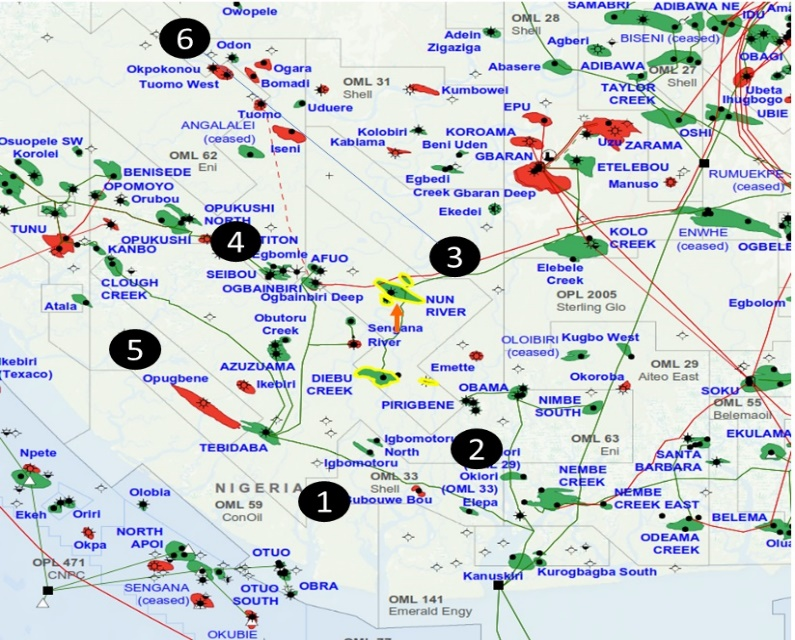 SAMABRI
ADIBAWA NE
IDU
Owopele
OML 28
Shell
Adein
Zigaziga
Agberi
BISENI (ceased)
6
Odon
OBAGI
Okpokonou
Ogara
Abasere
ADIBAWA
OML 27
Shell
Tuomo West
Bomadi
OML 31
Shell
Kumbowei
TAYLOR
CREEK
Ubeta
Ihugbogo
Uduere
Tuomo
EPU
UBIE
ANGALALEI
(ceased)
Kolobiri
KOROAMA
OSHI
Osuopele SW
Iseni
Kabiama
Beni Uden
Uzu
ZARAMA
Korolei
OML 62
Eni
GBARAN
ETELEBOU
BENISEDE
Egbedi
Creek
Gbaran Deep
Manuso
RUMUEKPE
(ceased)
OPOMOYO
Orubou
OPUKUSHI
NORTH
Ekedei
TUNU
OPUKUSHI
4
TITON
3
KOLO
CREEK
ENWHE
(ceased)
OGBELE
KANBO
Egbomle
AFUO
SEIBOU
Elebele
Creek
CLOUGH
CREEK
OGBAINBIRI
Ogbainbiri Deep
OPL 2005
Sterling Glo
Atala
NUN
RIVER
Egbolom
Obutoru
Creek
Sengana
River
5
OLOIBIRI
(ceased)
Kugbo West
Ikebiri
(Texaco)
AZUZUAMA
Emette
OML 29
Aiteo East
Opugbene
Ikebiri
DIEBU
CREEK
OBAMA
Okoroba
SOKU
PIRIGBENE
NIMBE
SOUTH
OML 55
Belemaoil
TEBIDABA
Igbomotoru
North
2
ori
(OML 29)
OML 63
Eni
EKULAMA
Npete
Igbomotoru
SANTA
BARBARA
NIGERIA
1
OML 33
Shell
Okiori
(OML 33)
NEMBE
CREEK
Olobia
OML 59
ConOil
Gubouwe Bou
Elepa
NEMBE
CREEK EAST
Ekeh
Oriri
BELEMA
Okpa
NORTH
APOI
ODEAMA
CREEK
OPL 471
CNPC
OTUO
Kanuskiri
Kurogbagba South
SENGANA
(ceased)
OTUO
SOUTH
OBRA
OML 141
Emerald Engy
OKUBIE